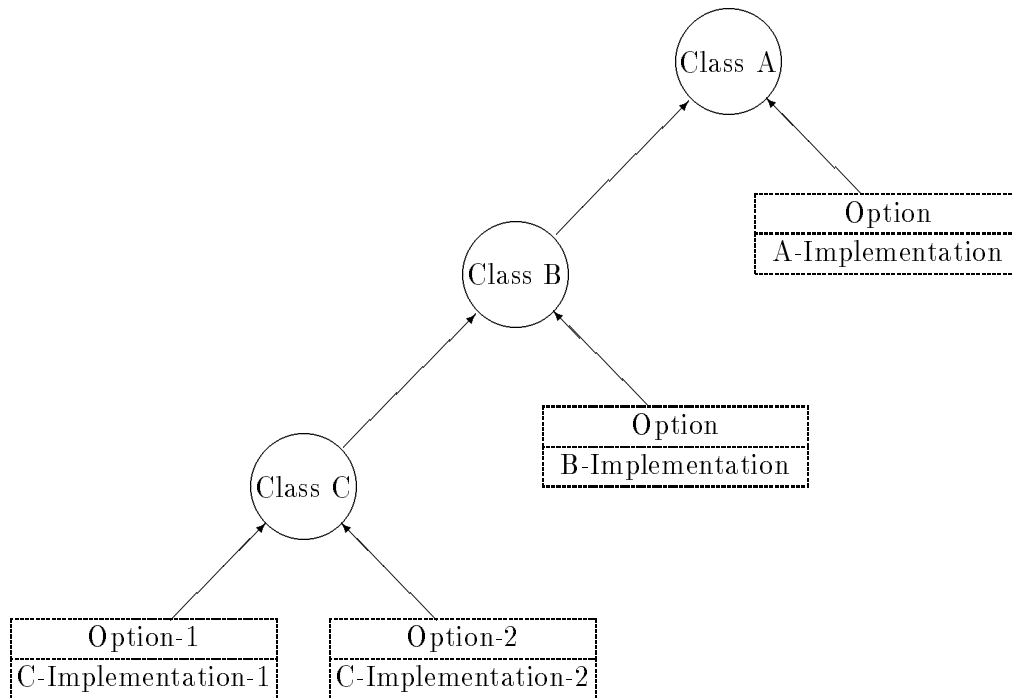 Class A
Option
A-Implementation
Class B
Option
B-Implementation
Class C
Option-1
C-Implementation-1
Option-2
C-Implementation-2